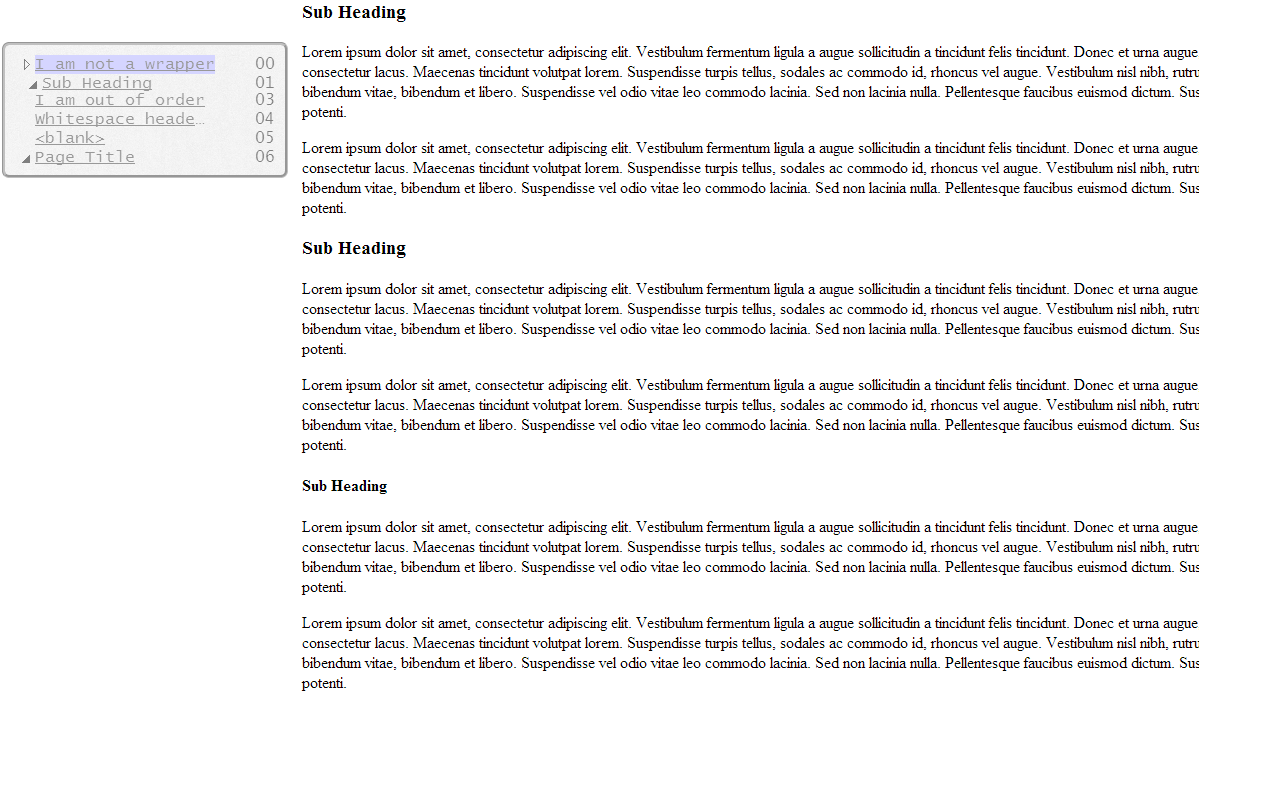 I am not a wrapper 00
Sub Heading 01
I am out of order 03
Whitespace heade… 04
<blank> 05
Page Title 06
Sub Heading
Lorem ipsum dolor sit amet, consectetur adipiscing elit. Vestibulum fermentum ligula a augue sollicitudin a tincidunt felis tincidunt. Donec et urna augue
consectetur lacus. Maecenas tincidunt volutpat lorem. Suspendisse turpis tellus, sodales ac commodo id, rhoncus vel augue. Vestibulum nisl nibh, rutru
bibendum vitae, bibendum et libero. Suspendisse vel odio vitae leo commodo lacinia. Sed non lacinia nulla. Pellentesque faucibus euismod dictum. Sus
potenti.
Lorem ipsum dolor sit amet, consectetur adipiscing elit. Vestibulum fermentum ligula a augue sollicitudin a tincidunt felis tincidunt. Donec et urna augue
consectetur lacus. Maecenas tincidunt volutpat lorem. Suspendisse turpis tellus, sodales ac commodo id, rhoncus vel augue. Vestibulum nisl nibh, rutru
bibendum vitae, bibendum et libero. Suspendisse vel odio vitae leo commodo lacinia. Sed non lacinia nulla. Pellentesque faucibus euismod dictum. Sus
potenti.
Sub Heading
Lorem ipsum dolor sit amet, consectetur adipiscing elit. Vestibulum fermentum ligula a augue sollicitudin a tincidunt felis tincidunt. Donec et urna augue
consectetur lacus. Maecenas tincidunt volutpat lorem. Suspendisse turpis tellus, sodales ac commodo id, rhoncus vel augue. Vestibulum nisl nibh, rutru
bibendum vitae, bibendum et libero. Suspendisse vel odio vitae leo commodo lacinia. Sed non lacinia nulla. Pellentesque faucibus euismod dictum. Sus
potenti.
Lorem ipsum dolor sit amet, consectetur adipiscing elit. Vestibulum fermentum ligula a augue sollicitudin a tincidunt felis tincidunt. Donec et urna augue
consectetur lacus. Maecenas tincidunt volutpat lorem. Suspendisse turpis tellus, sodales ac commodo id, rhoncus vel augue. Vestibulum nisl nibh, rutru
bibendum vitae, bibendum et libero. Suspendisse vel odio vitae leo commodo lacinia. Sed non lacinia nulla. Pellentesque faucibus euismod dictum. Sus
potenti.
Sub Heading
Lorem ipsum dolor sit amet, consectetur adipiscing elit. Vestibulum fermentum ligula a augue sollicitudin a tincidunt felis tincidunt. Donec et urna augue
consectetur lacus. Maecenas tincidunt volutpat lorem. Suspendisse turpis tellus, sodales ac commodo id, rhoncus vel augue. Vestibulum nisl nibh, rutru
bibendum vitae, bibendum et libero. Suspendisse vel odio vitae leo commodo lacinia. Sed non lacinia nulla. Pellentesque faucibus euismod dictum. Sus
potenti.
Lorem ipsum dolor sit amet, consectetur adipiscing elit. Vestibulum fermentum ligula a augue sollicitudin a tincidunt felis tincidunt. Donec et urna augue
consectetur lacus. Maecenas tincidunt volutpat lorem. Suspendisse turpis tellus, sodales ac commodo id, rhoncus vel augue. Vestibulum nisl nibh, rutru
bibendum vitae, bibendum et libero. Suspendisse vel odio vitae leo commodo lacinia. Sed non lacinia nulla. Pellentesque faucibus euismod dictum. Sus
potenti.